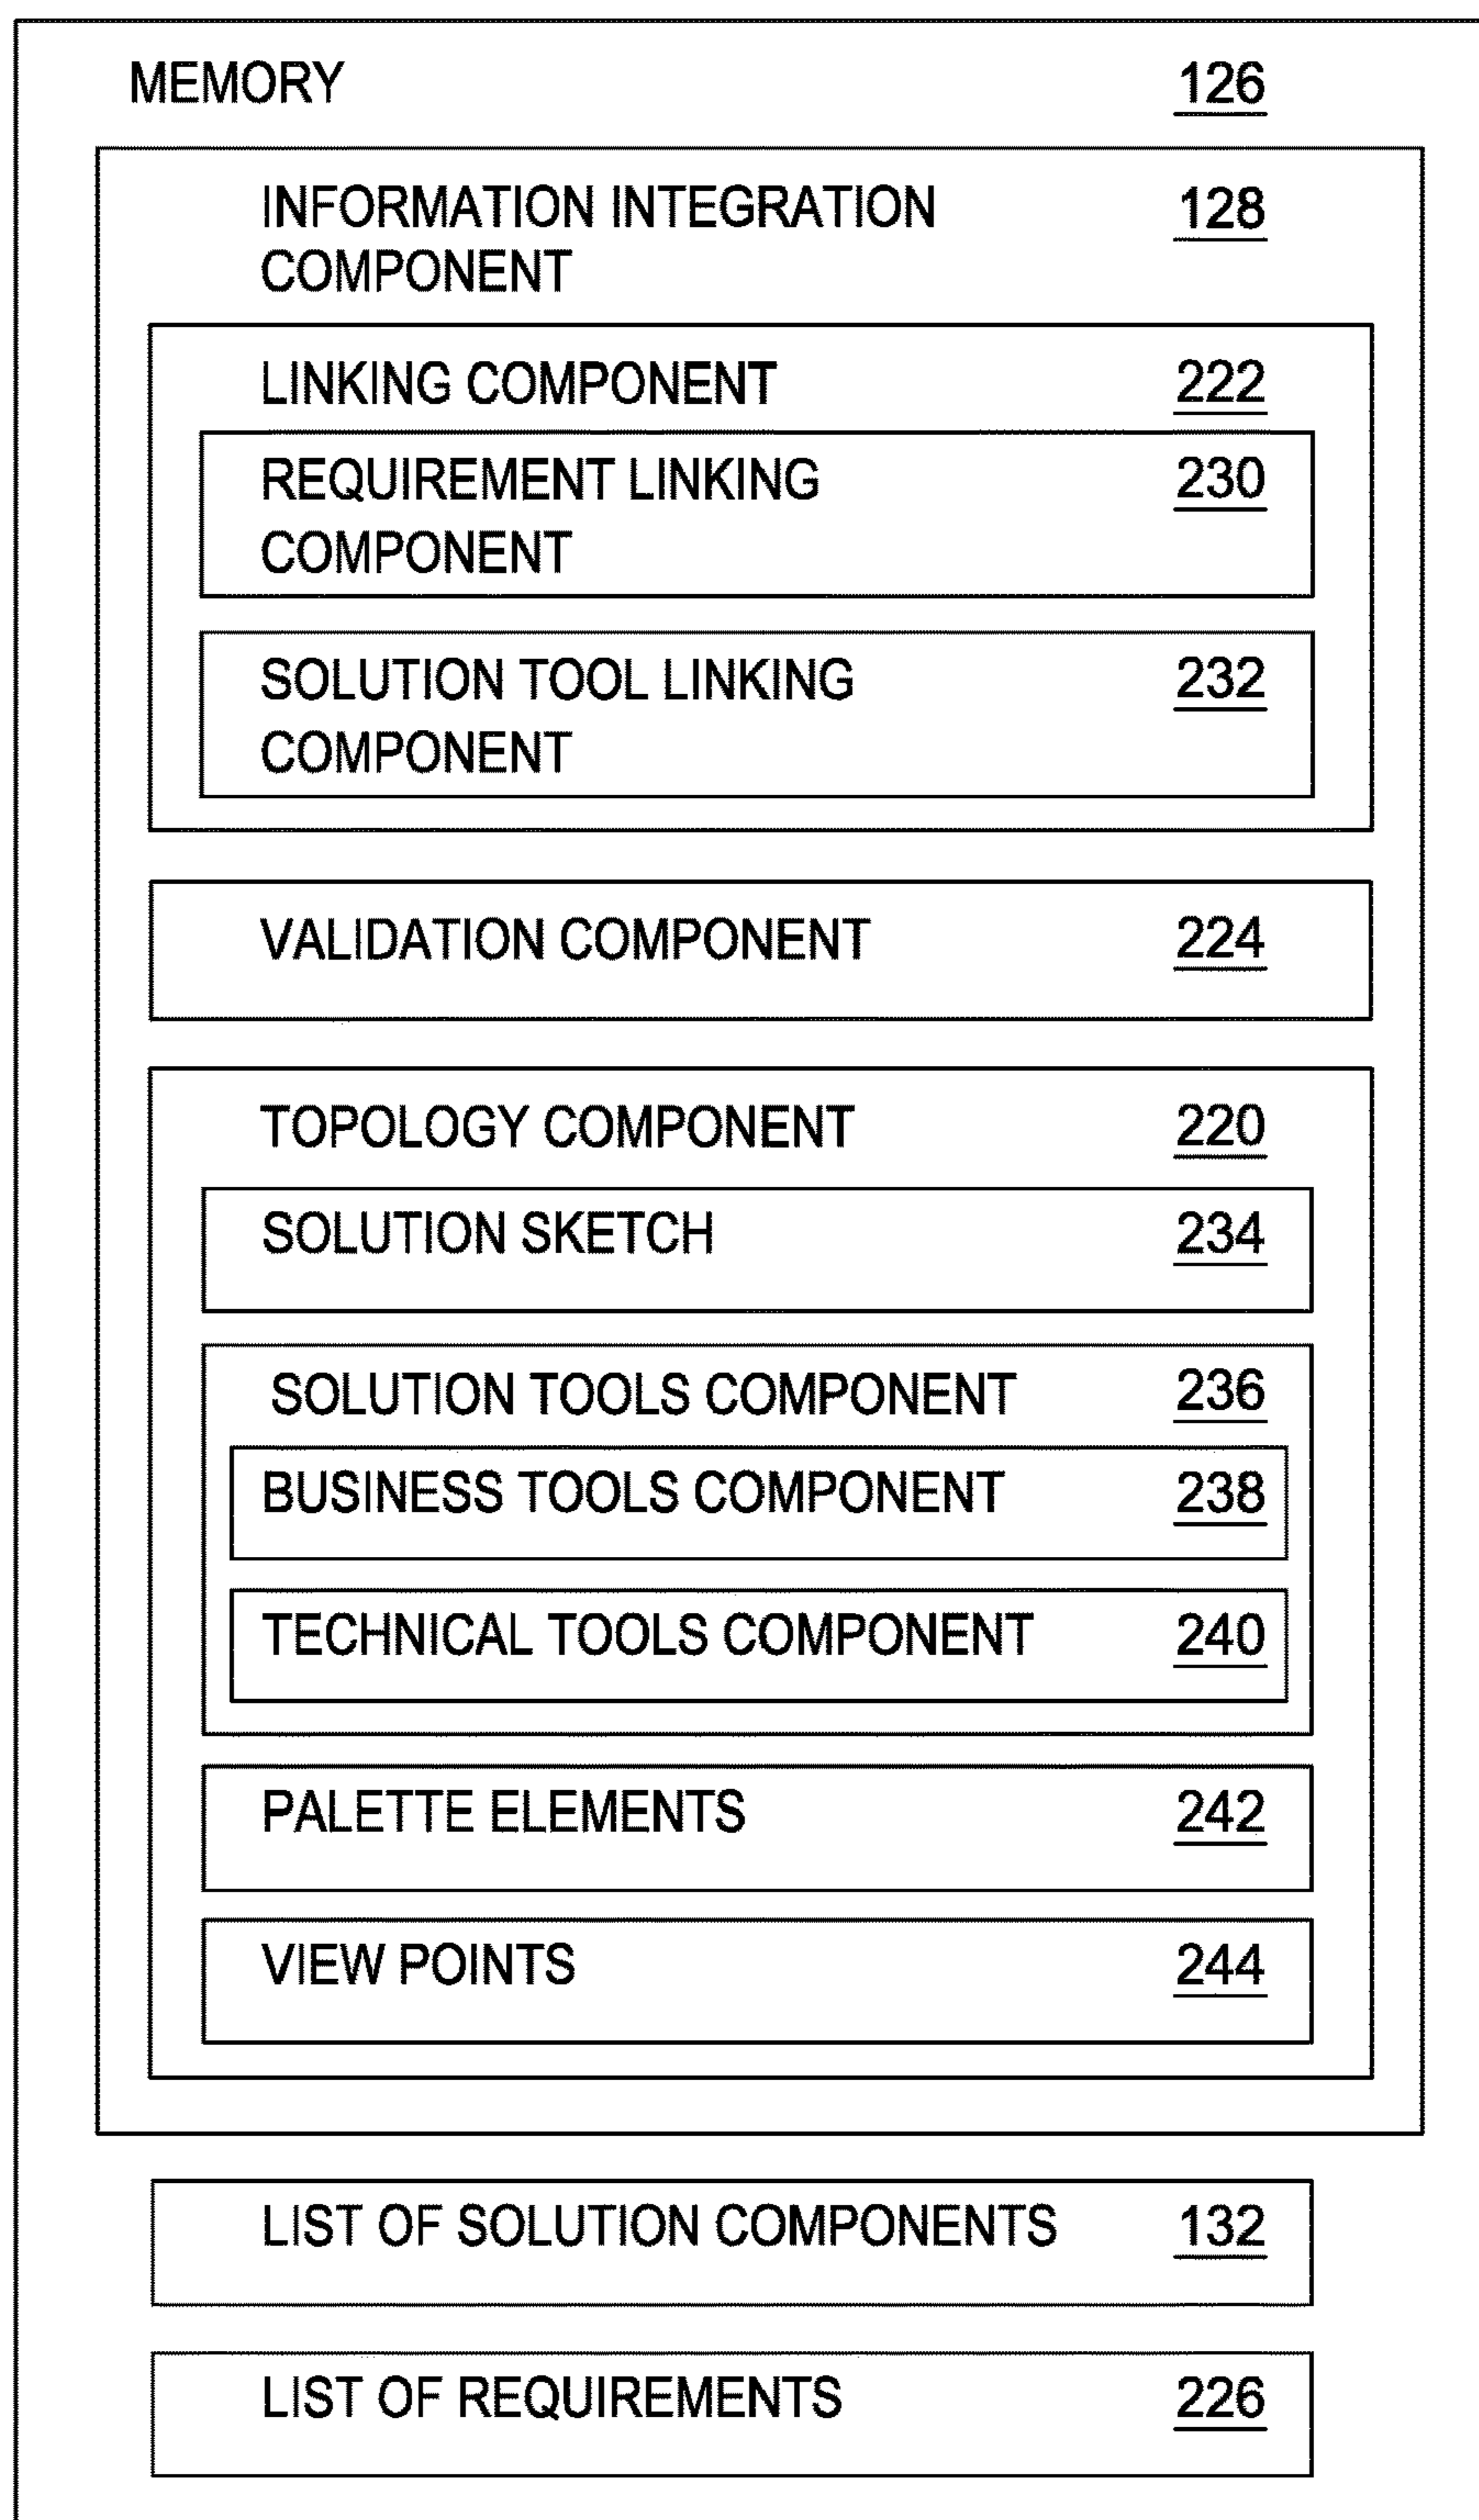 MEMORY 126
INFORMATION INTEGRATION 128
COMPONENT
LINKING COMPONENT 222
REQUIREMENT LINKING 230
COMPONENT
SOLUTION TOOL LINKING 232
COMPONENT
VALIDATION COMPONENT 224
TOPOLOGY COMPONENT 220
SOLUTION SKETCH 234
SOLUTION TOOLS COMPONENT 236
BUSINESS TOOLS COMPONENT 238
TECHNICAL TOOLS COMPONENT 240
PALETTE ELEMENTS 242
VIEW POINTS 244
LIST OF SOLUTION COMPONENTS 132
LIST OF REQUIREMENTS 226